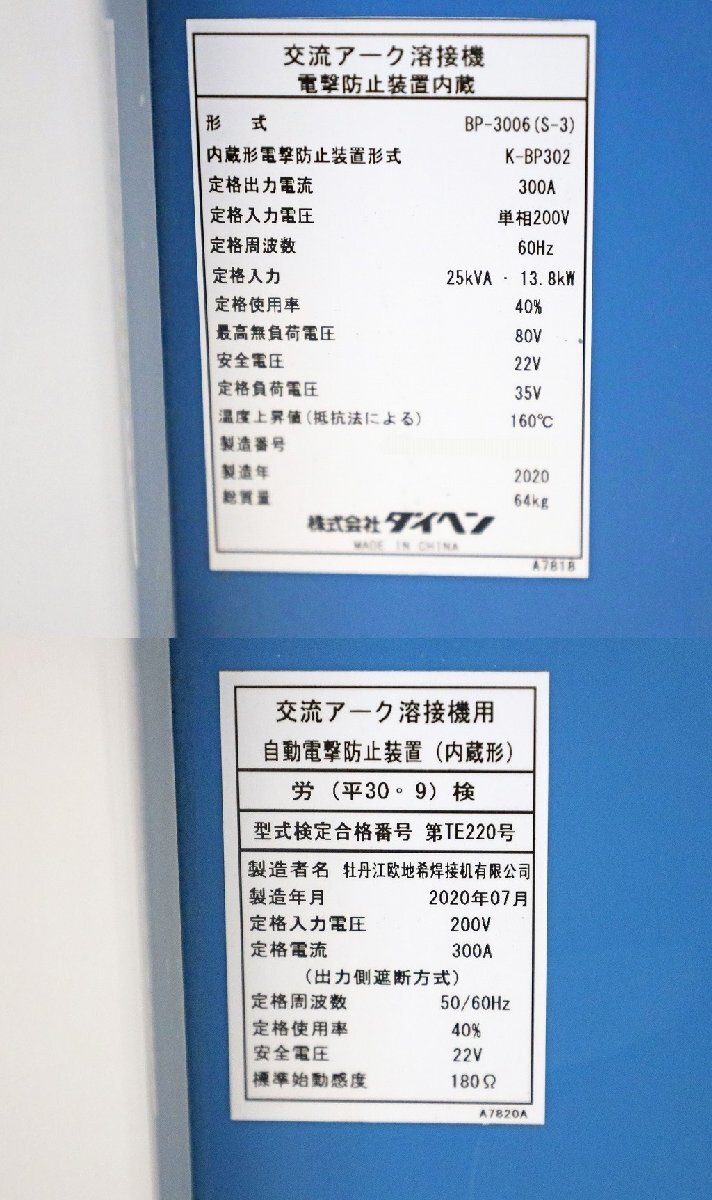 交流アーク溶接機
電撃防止装置内蔵
形 式 BP-3006(S-3)
内蔵形電撃防止装置形式 K-BP302
定格出力電流 300A
定格入力電圧 単相200V
定格周波数 60Hz
定格入力 25kVA · 13.8kW
定格使用率 40%
最高無負荷電圧 80V
安全電圧 22V
定格負荷電圧 35V
温度上昇値(抵抗法による) 160℃
製造番号
製造年 2020
総質量 64kg
株式会社 ダイヘン
MADE IN CHINA
A7818
交流アーク溶接機用
自動電撃防止装置(内蔵形)
労(平30。9)検
型式検定合格番号 第TE220号
製造者名 牡丹江欧地希焊接机有限公司
製造年月 2020年07月
定格入力電圧 200V
定格電流 300A
(出力側遮断方式)
定格周波数 50/60Hz
定格使用率 40%
安全電圧 22V
標準始動感度 180Ω
A7820A